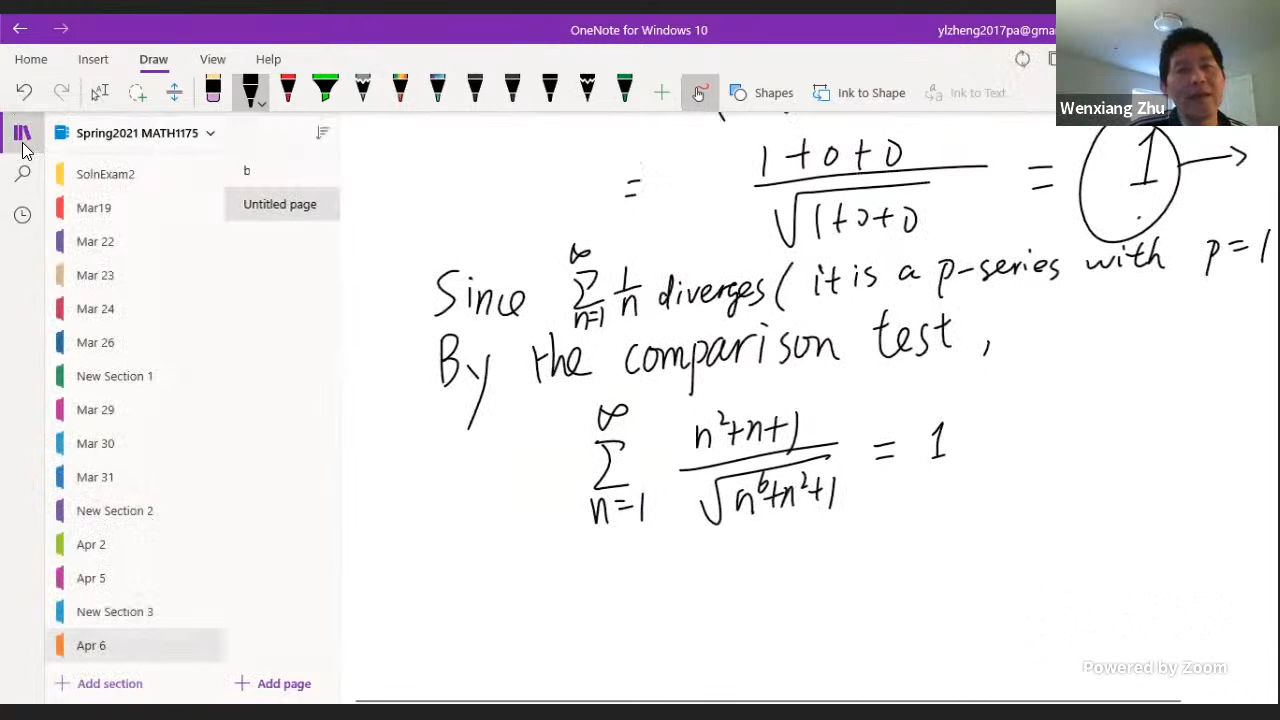 OneNote for Windows 10
ylzheng2017pa@gma
Home Insert Draw View Help
Shapes Ink to Shape Ink to Text
Wenxiang Zhu
Spring2021 MATH1175
SolnExam2
Mar19
Mar 22
Mar 23
Mar 24
Mar 26
New Section 1
Mar 29
Mar 30
Mar 31
New Section 2
Apr 2
Apr 5
New Section 3
Apr 6
Add section
b
Untitled page
Add page
= (1+0+0)/√(1+0+0) = 1 →
Since ∑_{n=1}^∞ 1/n diverges ( it is a p-series with p=1
By the comparison test,
∑_{n=1}^∞ (n²+n+1)/√(n⁶+n²+1) = 1
Powered by Zoom